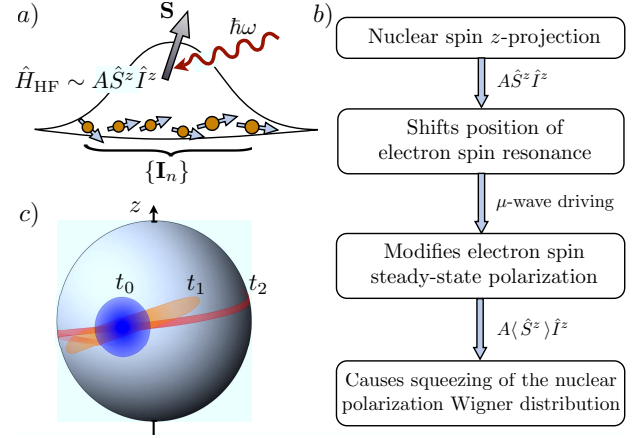 a)
S
ℏω
Ĥ_HF ∼ AŜ^z Î^z
{I_n}
b)
Nuclear spin z-projection
AŜ^z Î^z
Shifts position of
electron spin resonance
μ-wave driving
Modifies electron spin
steady-state polarization
A⟨Ŝ^z⟩Î^z
Causes squeezing of the nuclear
polarization Wigner distribution
c)
z
t_0
t_1
t_2